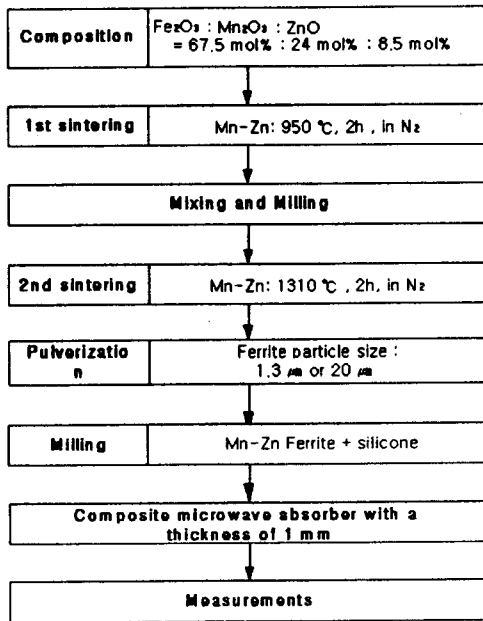 Composition
Fe₂O₃ : Mn₂O₃ : ZnO
= 67.5 mol% : 24 mol% : 8.5 mol%
1st sintering
Mn-Zn: 950 ℃, 2h , in N₂
Mixing and Milling
2nd sintering
Mn-Zn: 1310 ℃ , 2h, in N₂
Pulverizatio
n
Ferrite particle size :
1.3 ㎛ or 20 ㎛
Milling
Mn-Zn Ferrite + silicone
Composite microwave absorber with a
thickness of 1 mm
Measurements